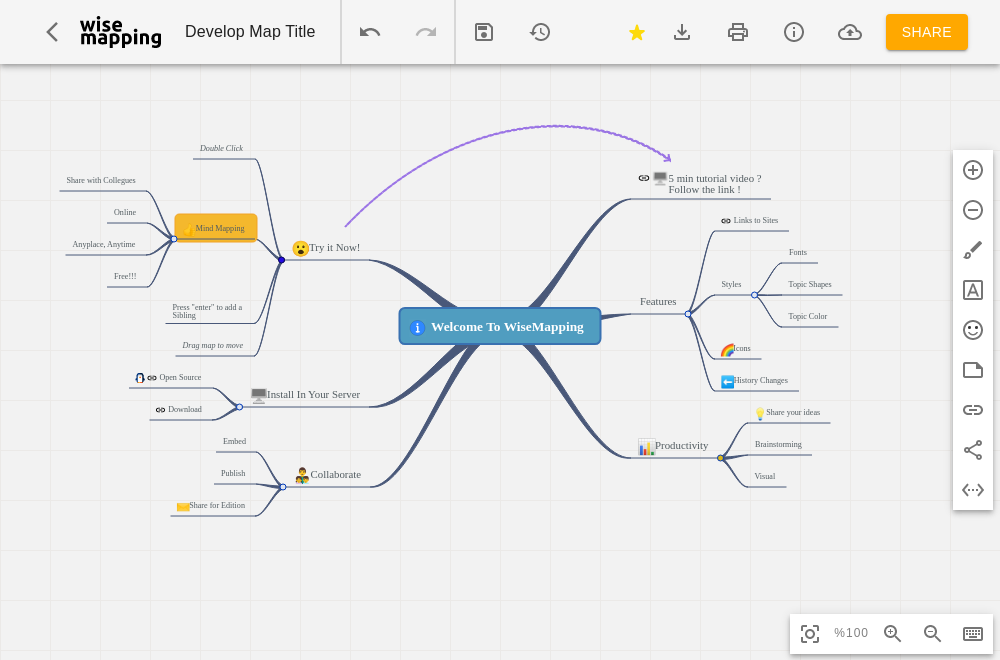 wise
mapping
Develop Map Title
SHARE
Double Click
Share with Collegues
Online
Mind Mapping
Anyplace, Anytime
Free!!!
Try it Now!
Press "enter" to add a
Sibling
Drag map to move
Open Source
Install In Your Server
Download
Embed
Publish
Collaborate
Share for Edition
Welcome To WiseMapping
5 min tutorial video ?
Follow the link !
Links to Sites
Fonts
Styles
Topic Shapes
Features
Topic Color
Icons
History Changes
Share your ideas
Productivity
Brainstorming
Visual
%100